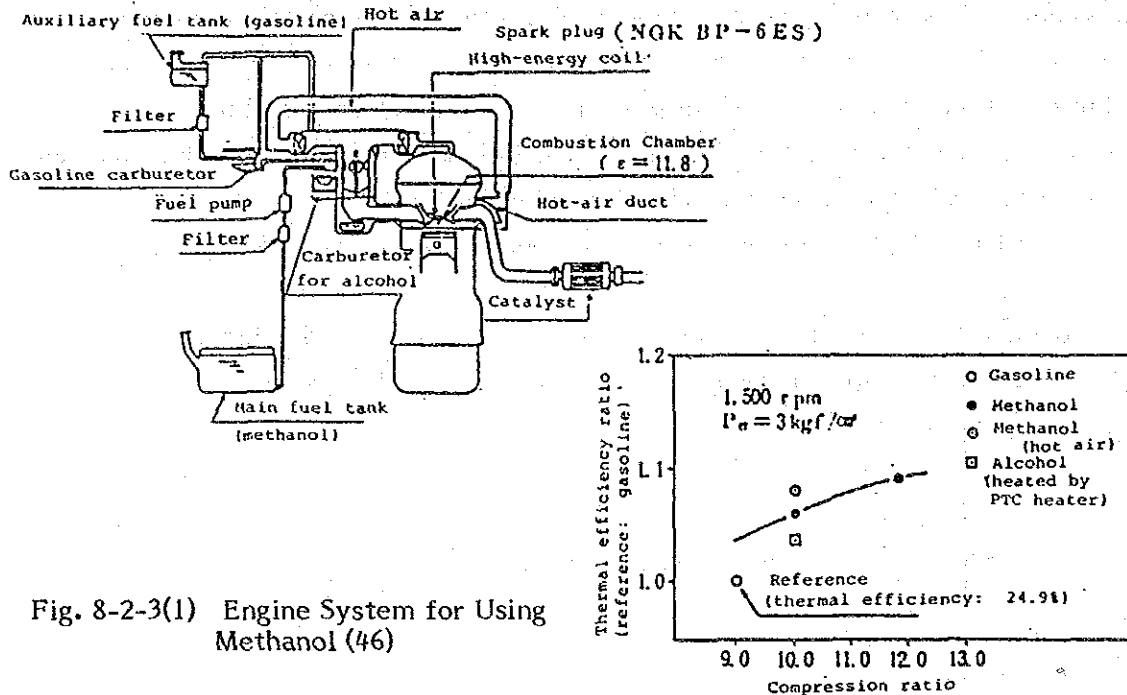 Auxiliary fuel tank (gasoline)
Hot air
Spark plug (NGK BP-6ES)
High-energy coil
Filter
Combustion Chamber
(ε = 11.8)
Gasoline carburetor
Fuel pump
Hot-air duct
Filter
Carburetor
for alcohol
Catalyst
Main fuel tank
(methanol)
Fig. 8-2-3(1) Engine System for Using
Methanol (46)
Thermal efficiency ratio
(reference: gasoline)
1.2
1.1
1.0
1,500 rpm
= 3 kgf/cm²
Gasoline
Methanol
Methanol
(hot air)
Alcohol
(heated by
PTC heater)
Reference
(thermal efficiency: 24.9%)
9.0 10.0 11.0 12.0 13.0
Compression ratio